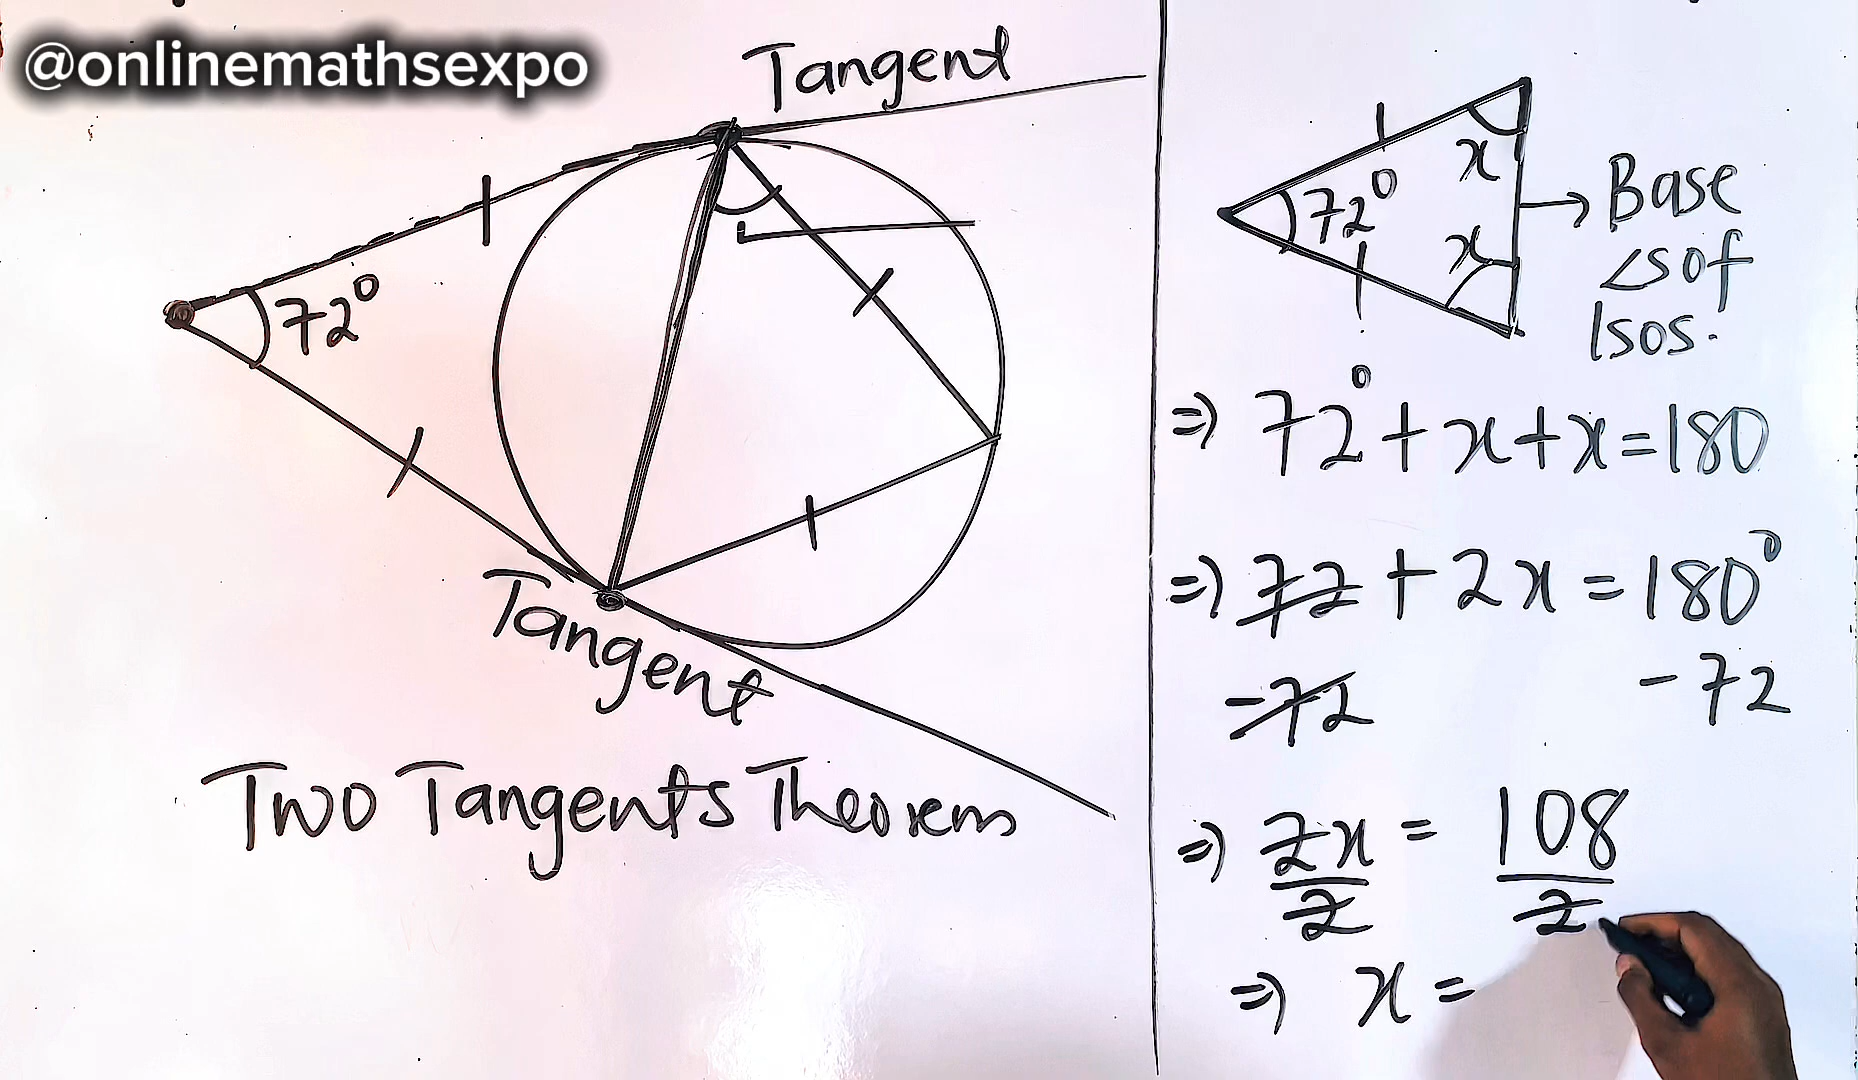 @onlinemathsexpo
Tangent
72°
Tangent
Two Tangents Theorem
72°
x
x
→ Base
∠s of
Isos.
⇒ 72° + x + x = 180
⇒ 72 + 2x = 180°
-72 -72
⇒ 2x = 108
2 2
⇒ x =